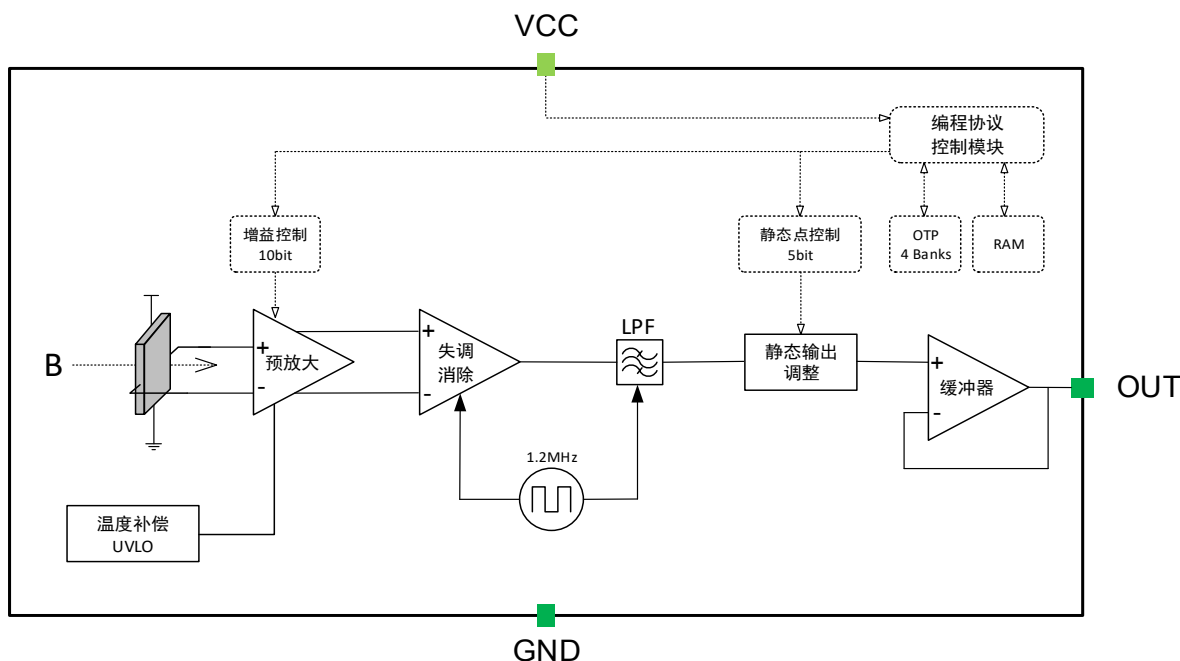 VCC
编程协议
控制模块
增益控制
10bit
静态点控制
5bit
OTP
4 Banks
RAM
B
+
-
预放大
+
-
失调
消除
LPF
静态输出
调整
+
-
缓冲器
OUT
1.2MHz
温度补偿
UVLO
GND